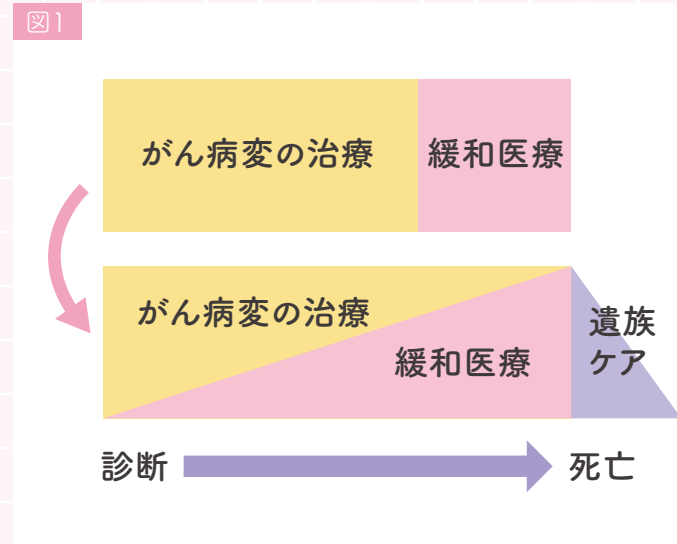 図1
がん病変の治療
緩和医療
がん病変の治療
緩和医療
遺族
ケア
診断
死亡